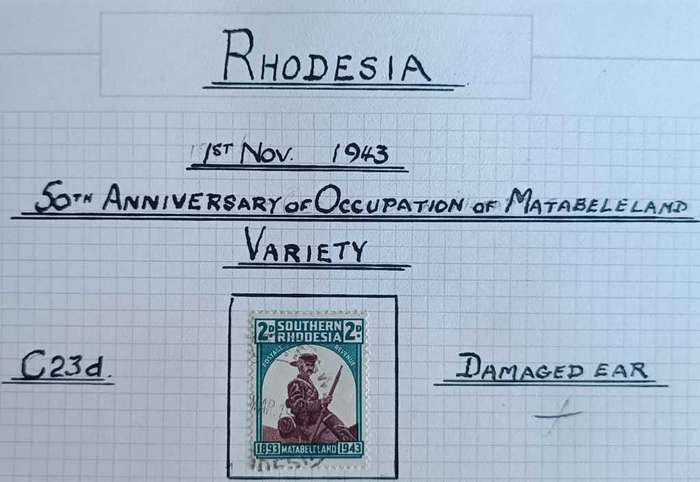 RHODESIA
1ST NOV. 1943
50TH ANNIVERSARY OF OCCUPATION OF MATABELELAND
VARIETY
2D SOUTHERN RHODESIA 2D
POSTAGE REVENUE
MAR
1893 MATABELELAND 1943
C23d.
DAMAGED EAR